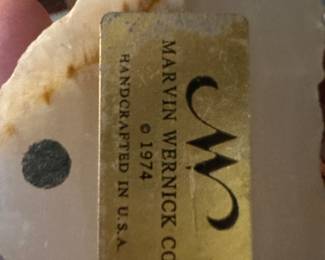 MARVIN WERNICK CO
© 1974
HANDCRAFTED IN U.S.A.